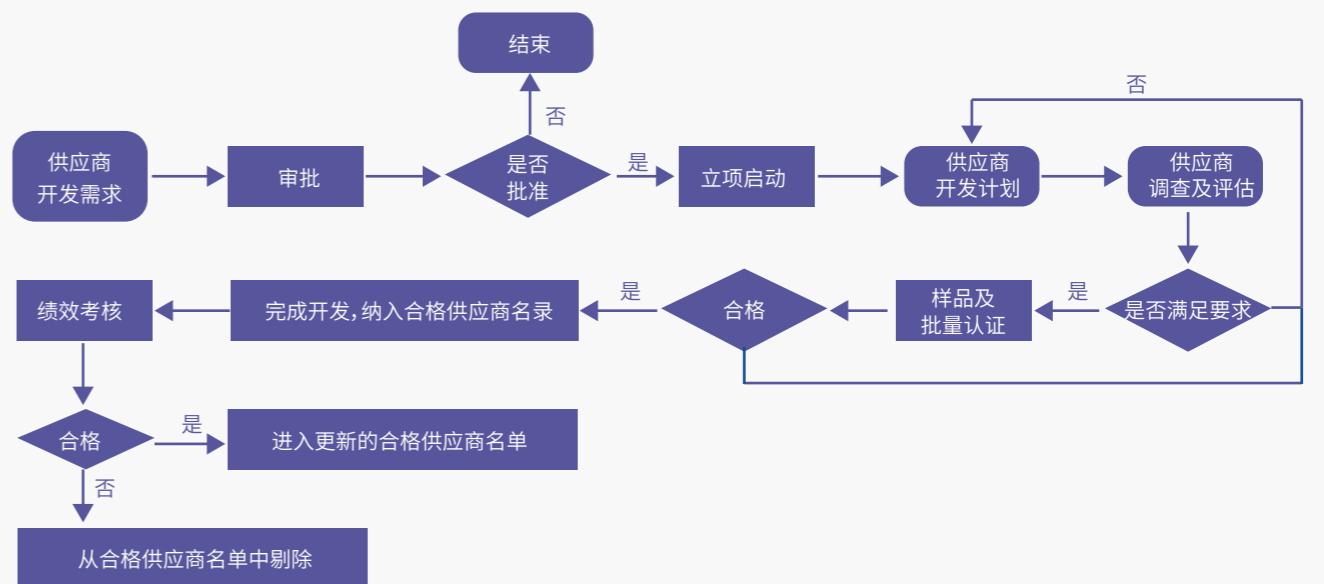 结束
否
否
供应商
开发需求
审批
是否
批准
是
立项启动
供应商
开发计划
供应商
调查及评估
绩效考核
完成开发，纳入合格供应商名录
是
合格
样品及
批量认证
是
是否满足要求
合格
是
进入更新的合格供应商名单
否
从合格供应商名单中剔除